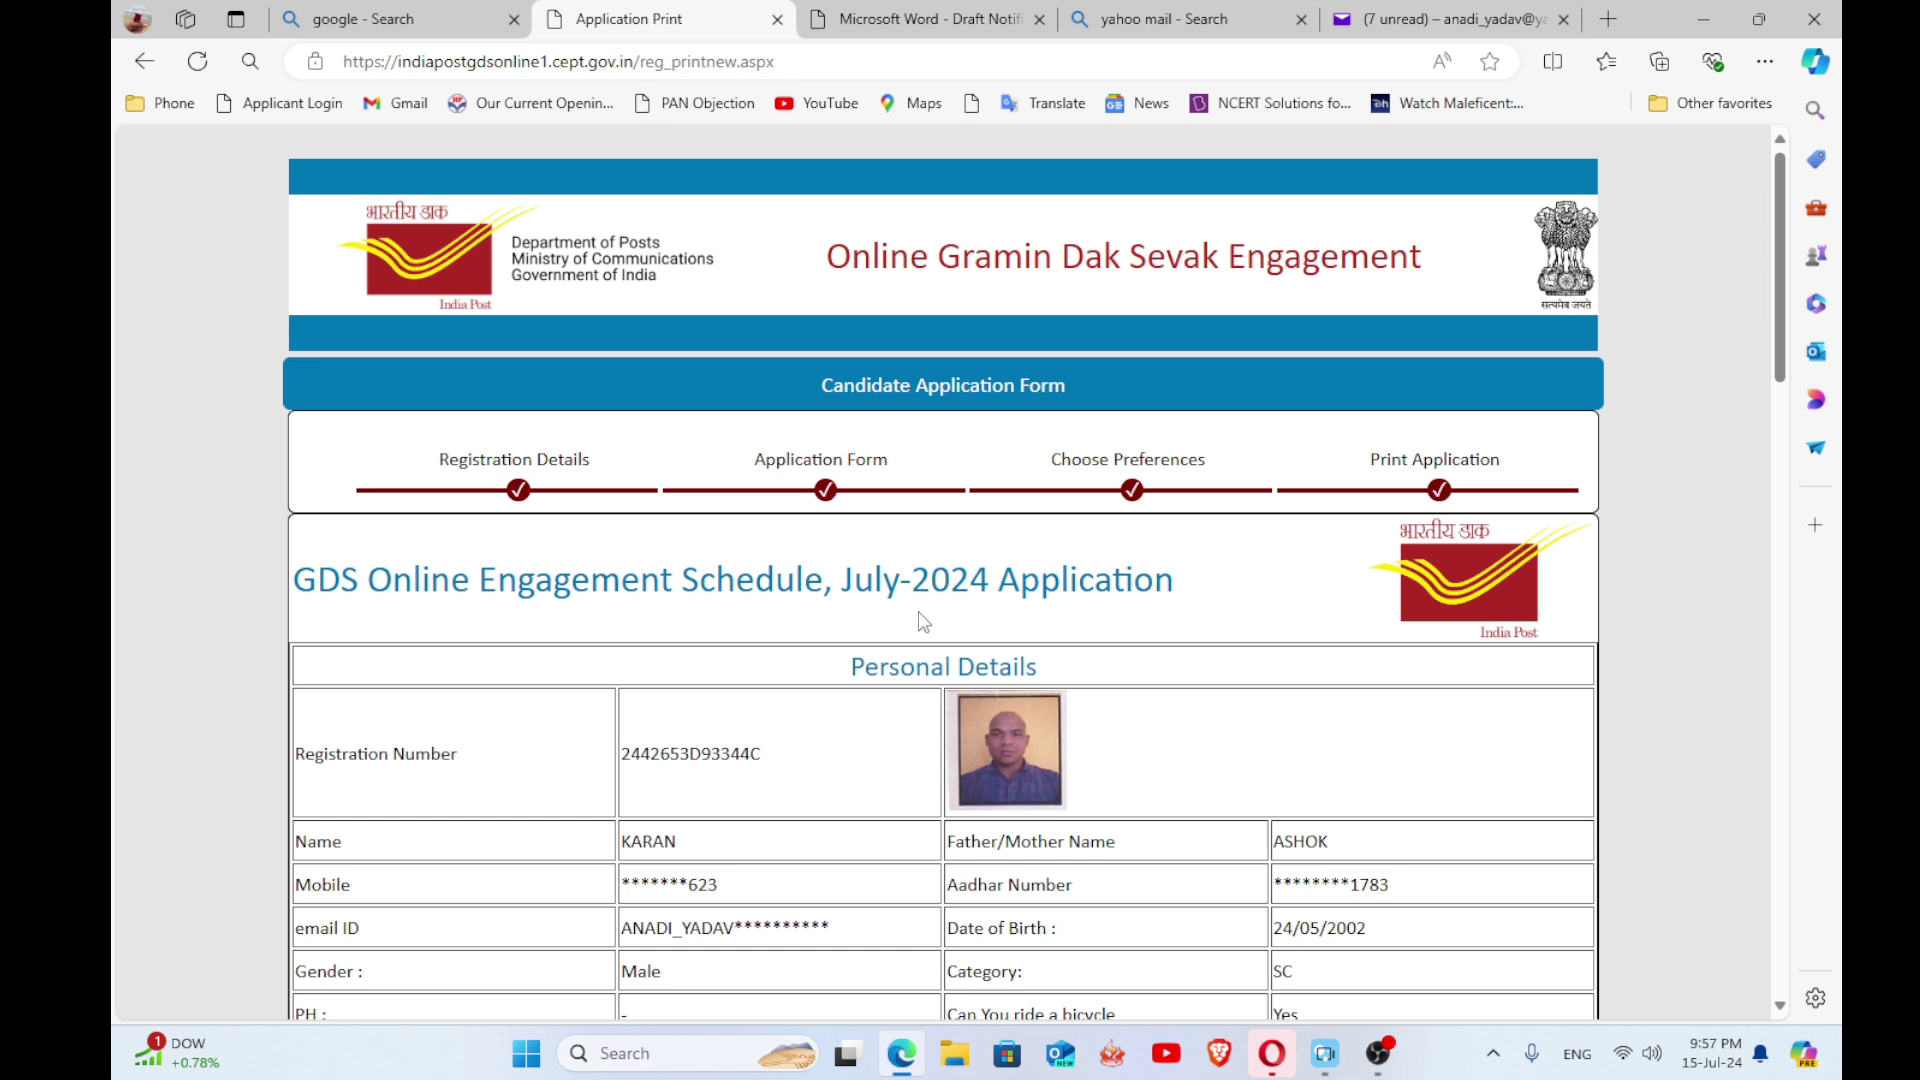 google - Search
Application Print
Microsoft Word - Draft Notifi
yahoo mail - Search
(7 unread) – anadi_yadav@ya
https://indiapostgdsonline1.cept.gov.in/reg_printnew.aspx
Phone
Applicant Login
Gmail
Our Current Openin...
PAN Objection
YouTube
Maps
Translate
News
NCERT Solutions fo...
Watch Maleficent:...
Other favorites
भारतीय डाक
India Post
Department of Posts
Ministry of Communications
Government of India
Online Gramin Dak Sevak Engagement
सत्यमेव जयते
Candidate Application Form
Registration Details
Application Form
Choose Preferences
Print Application
GDS Online Engagement Schedule, July-2024 Application
भारतीय डाक
India Post
Personal Details
Registration Number
2442653D93344C
Name
KARAN
Father/Mother Name
ASHOK
Mobile
*******623
Aadhar Number
********1783
email ID
ANADI_YADAV**********
Date of Birth :
24/05/2002
Gender :
Male
Category:
SC
PH :
-
Can You ride a bicycle
Yes
1
DOW
+0.78%
Search
NEW
ENG
9:57 PM
15-Jul-24
PRE